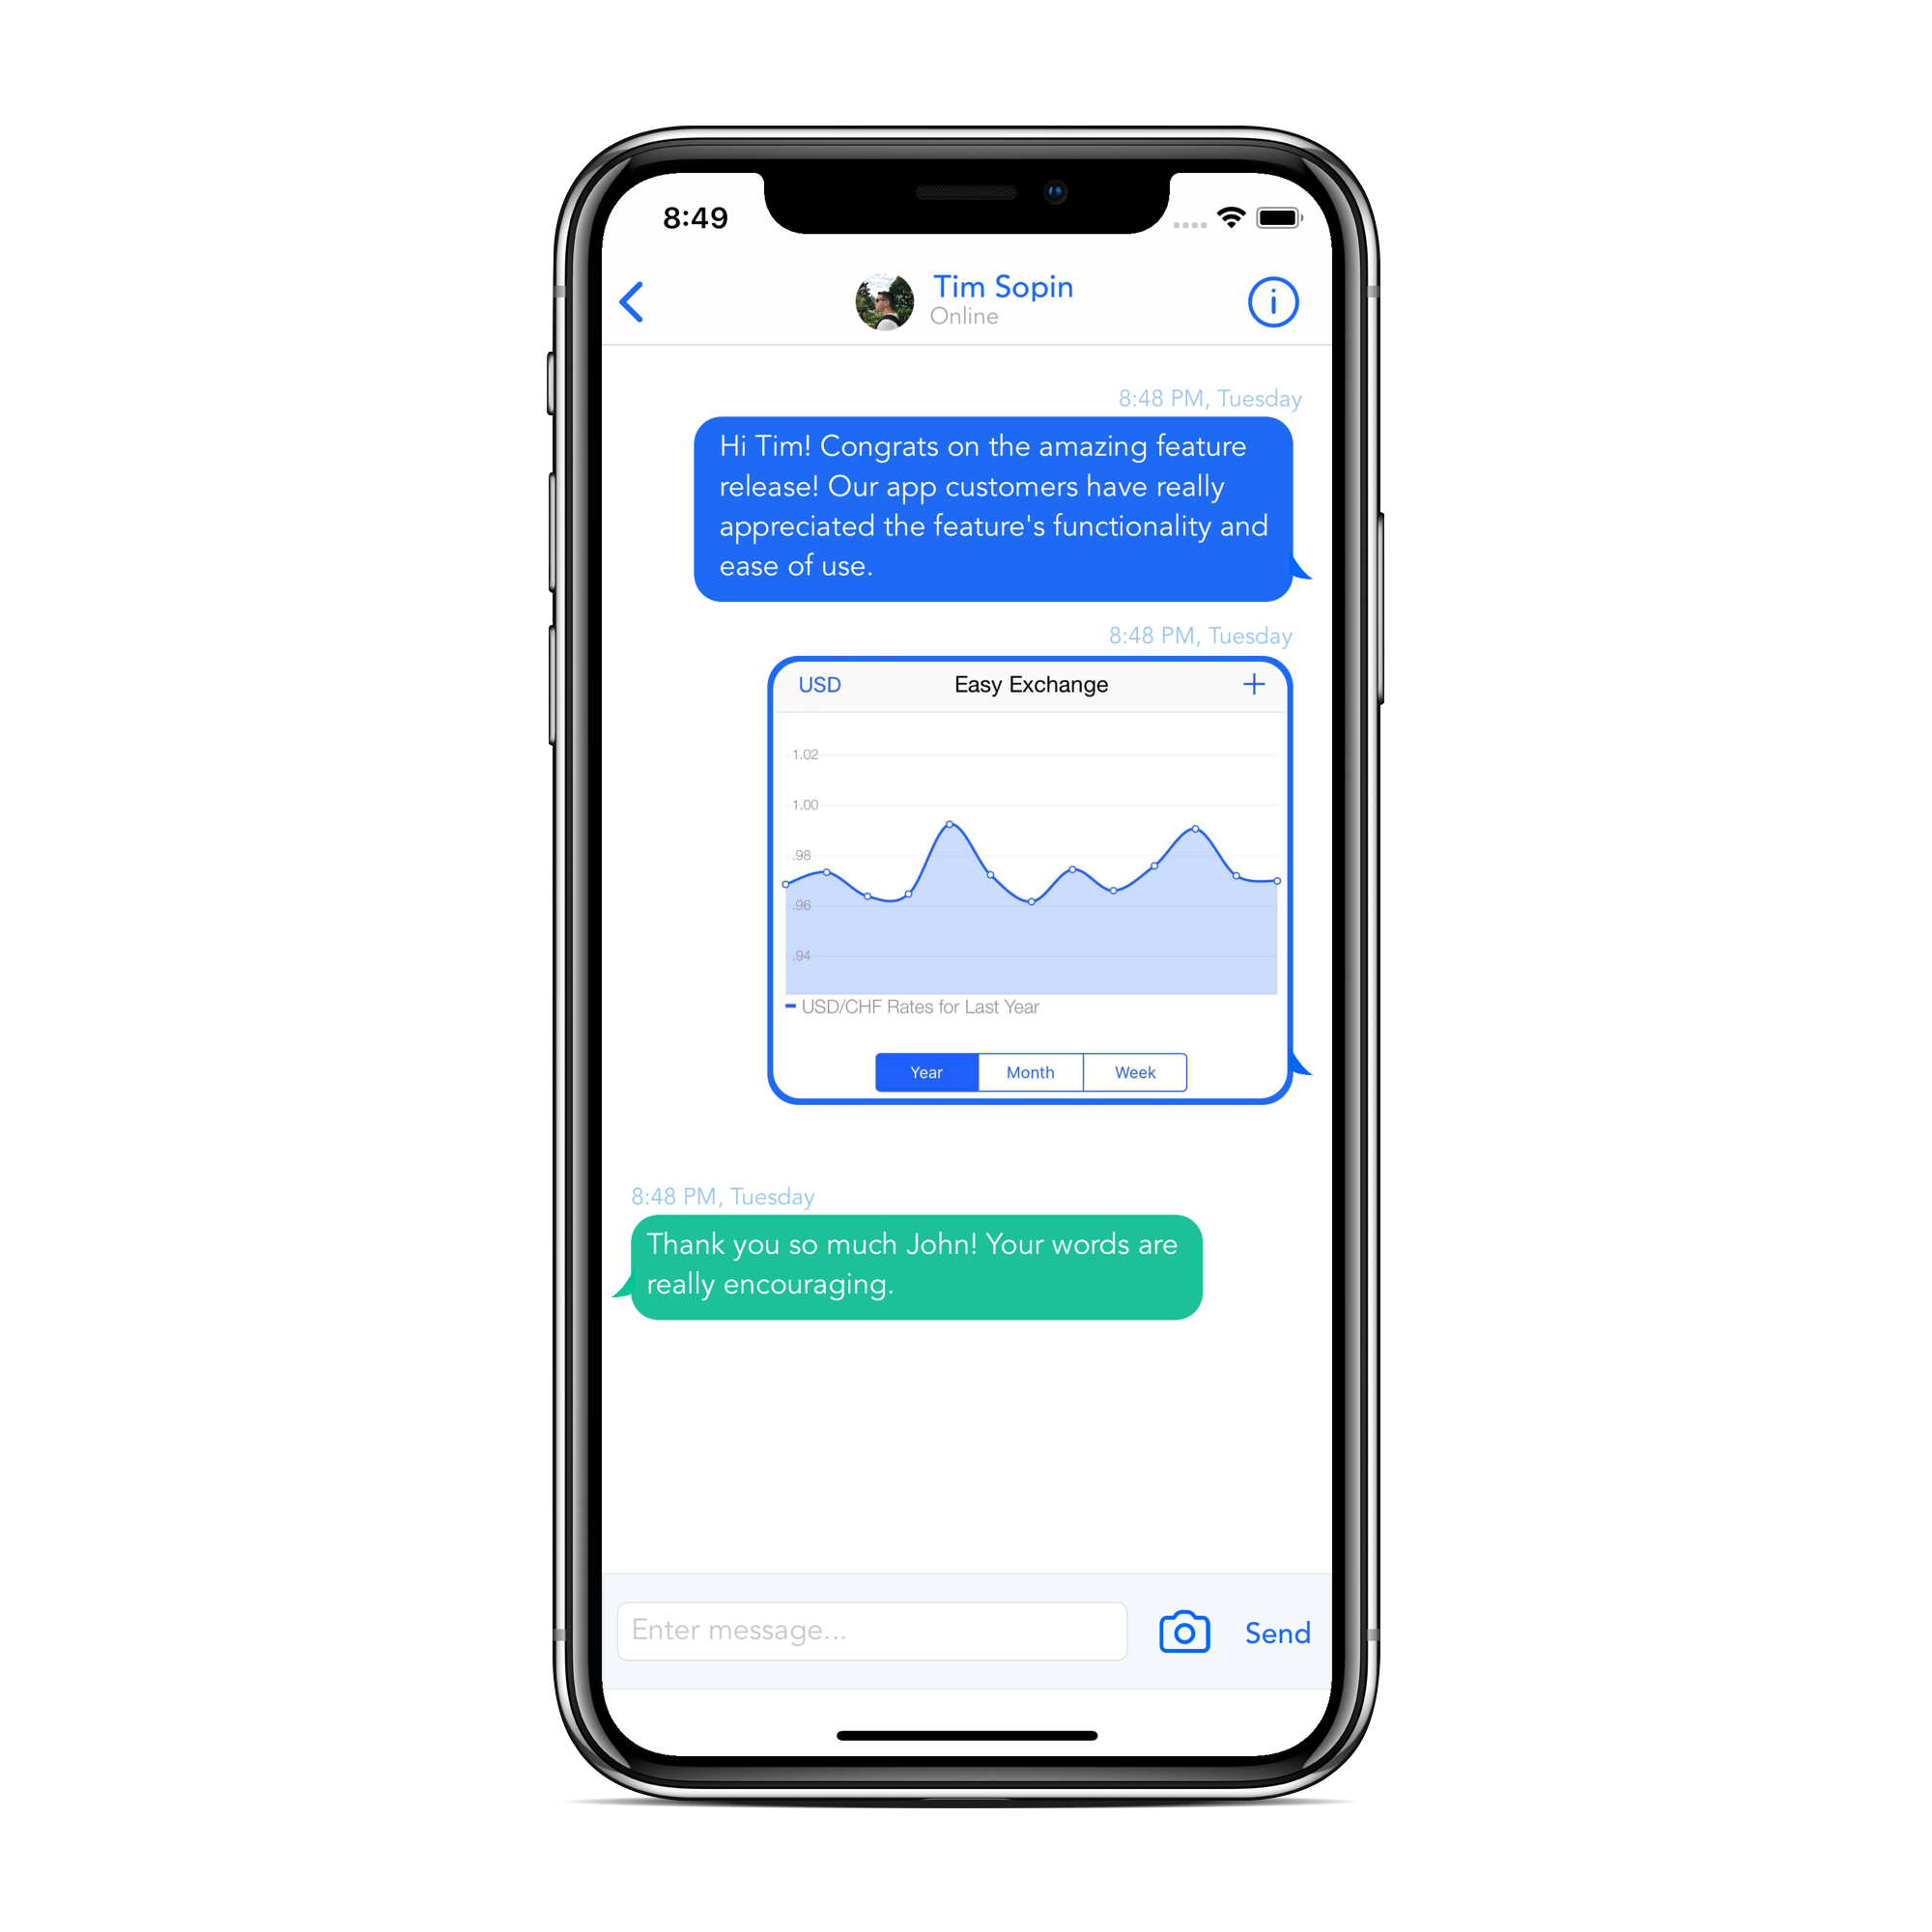 8:49
Tim Sopin
Online
8:48 PM, Tuesday
Hi Tim! Congrats on the amazing feature
release! Our app customers have really
appreciated the feature's functionality and
ease of use.
8:48 PM, Tuesday
USD Easy Exchange +
1.02
1.00
.98
.96
.94
USD/CHF Rates for Last Year
Year Month Week
8:48 PM, Tuesday
Thank you so much John! Your words are
really encouraging.
Enter message... Send